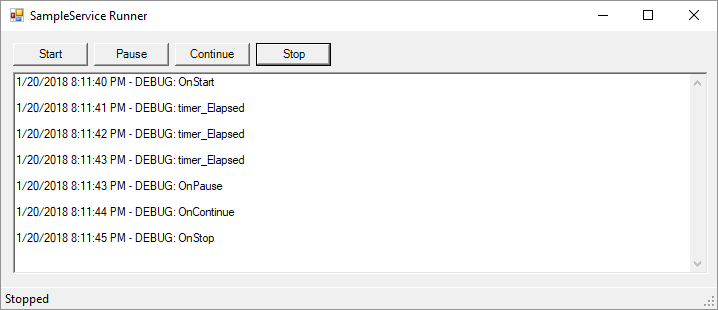 SampleService Runner
Start Pause Continue Stop
1/20/2018 8:11:40 PM - DEBUG: OnStart
1/20/2018 8:11:41 PM - DEBUG: timer_Elapsed
1/20/2018 8:11:42 PM - DEBUG: timer_Elapsed
1/20/2018 8:11:43 PM - DEBUG: timer_Elapsed
1/20/2018 8:11:43 PM - DEBUG: OnPause
1/20/2018 8:11:44 PM - DEBUG: OnContinue
1/20/2018 8:11:45 PM - DEBUG: OnStop
Stopped